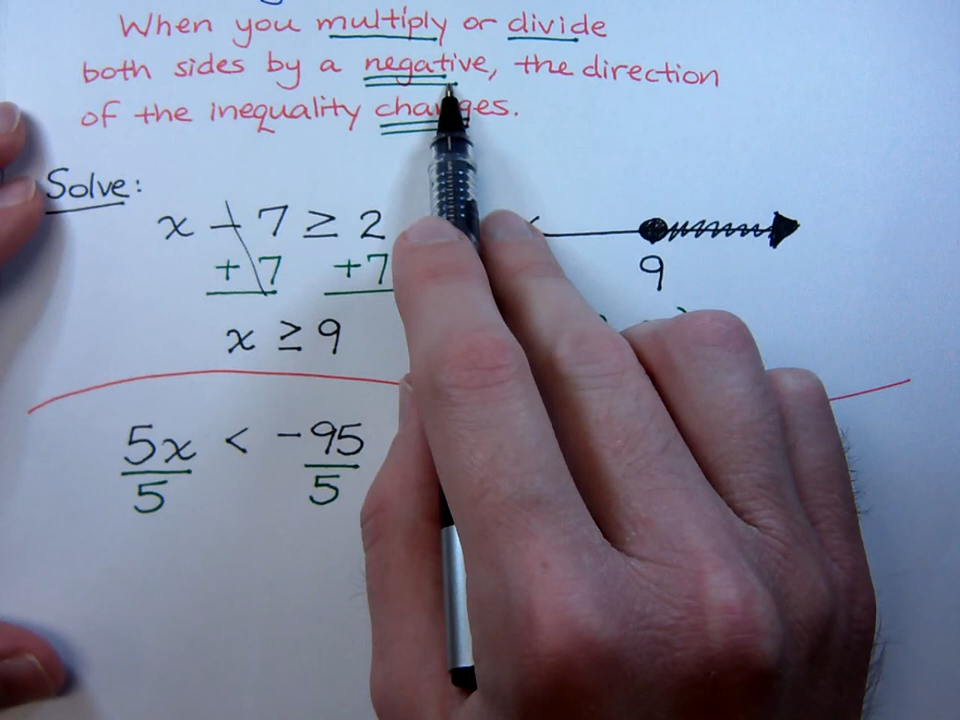 When you multiply or divide
both sides by a negative, the direction
of the inequality changes.
Solve:
x - 7 ≥ 2
+ 7 +7
9
x ≥ 9
5x < -95
5 5